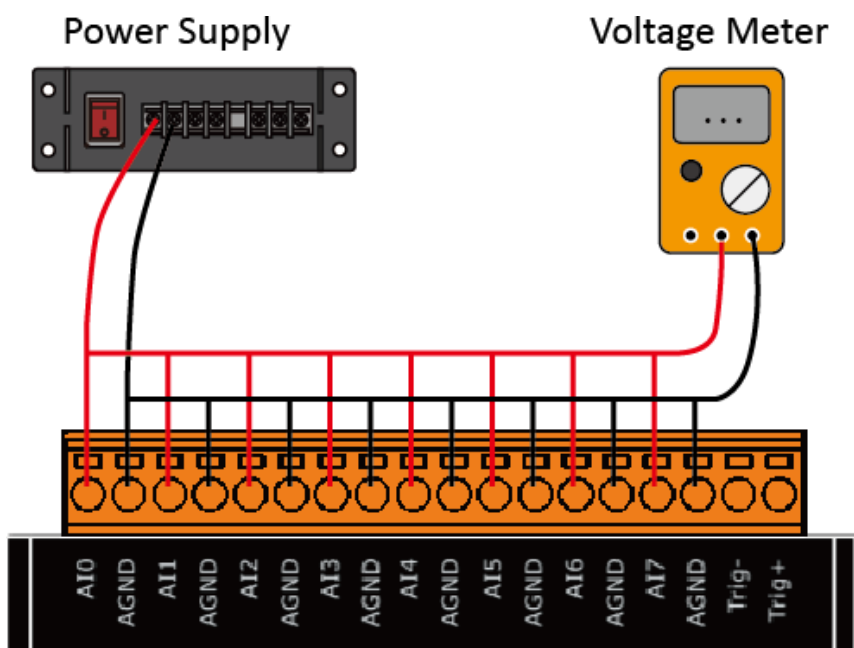 Power Supply
Voltage Meter
...
AI0
AGND
AI1
AGND
AI2
AGND
AI3
AGND
AI4
AGND
AI5
AGND
AI6
AGND
AI7
AGND
Trig-
Trig+